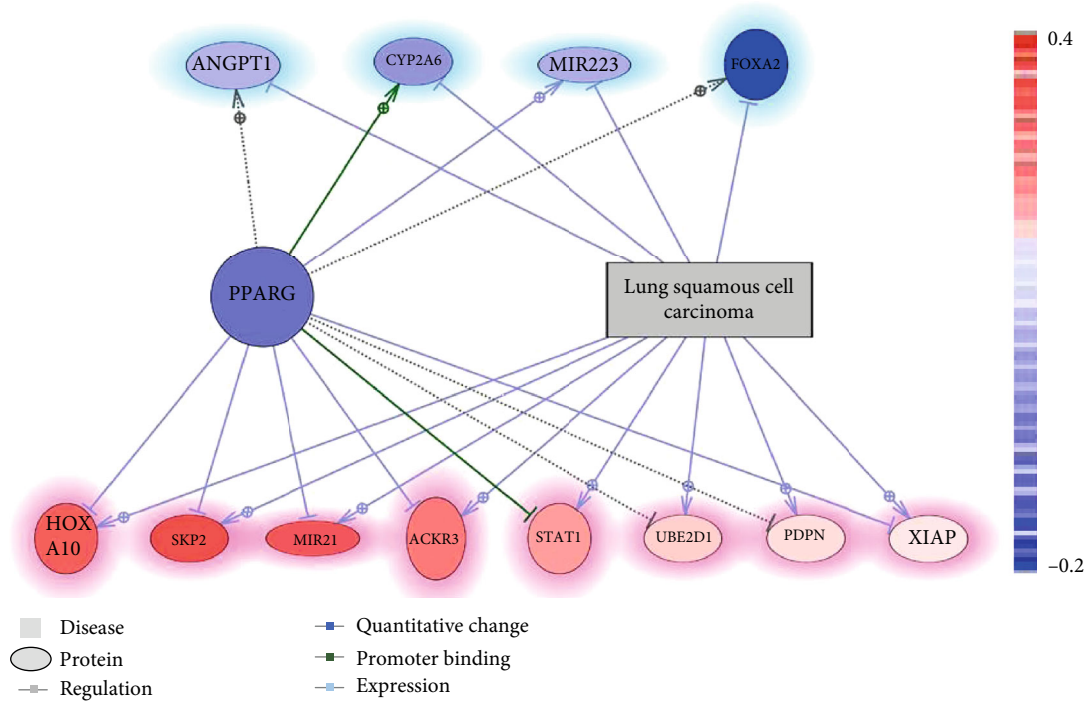 ANGPT1
CYP2A6
MIR223
FOXA2
0.4
PPARG
Lung squamous cell
carcinoma
HOX
A10
SKP2
MIR21
ACKR3
STAT1
UBE2D1
PDPN
XIAP
–0.2
Disease
Protein
Regulation
Quantitative change
Promoter binding
Expression